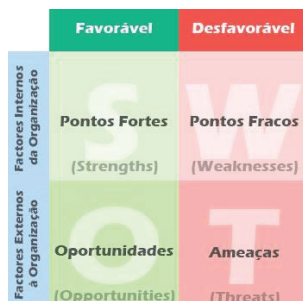 Favorável
Desfavorável
Factores Internos
da Organização
S
W
Pontos Fortes
Pontos Fracos
(Strengths)
(Weaknesses)
Factores Externos
à Organização
O
T
Oportunidades
Ameaças
(Opportunities)
(Threats)